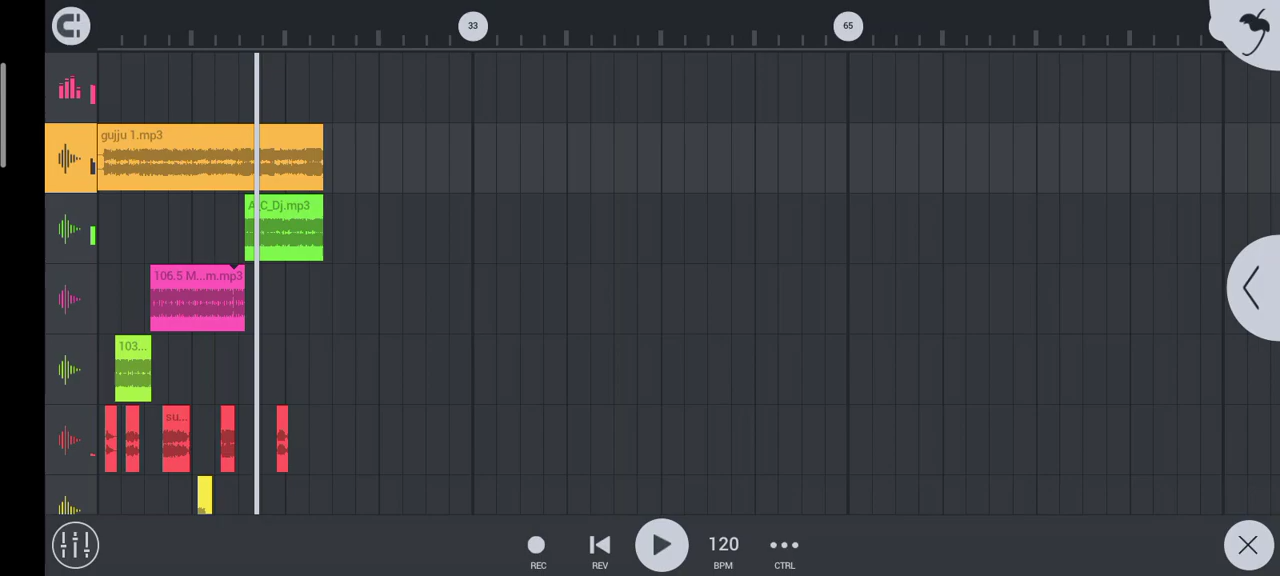 33
65
gujju 1.mp3
A_C_Dj.mp3
106.5 M...m.mp3
103...
su...
120
REC
REV
BPM
CTRL